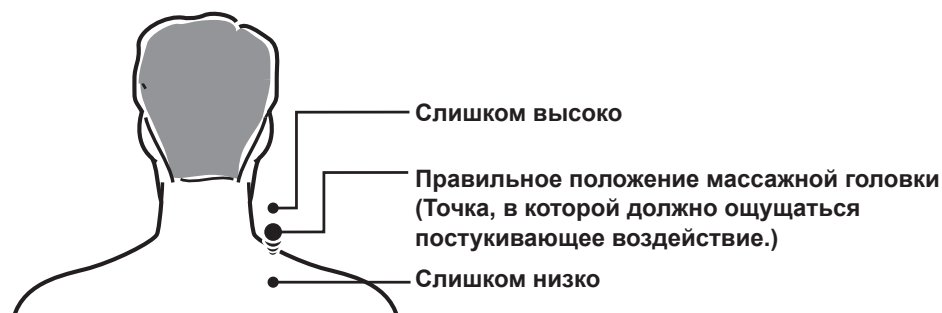 Слишком высоко
Правильное положение массажной головки
(Точка, в которой должно ощущаться
постукивающее воздействие.)
Слишком низко